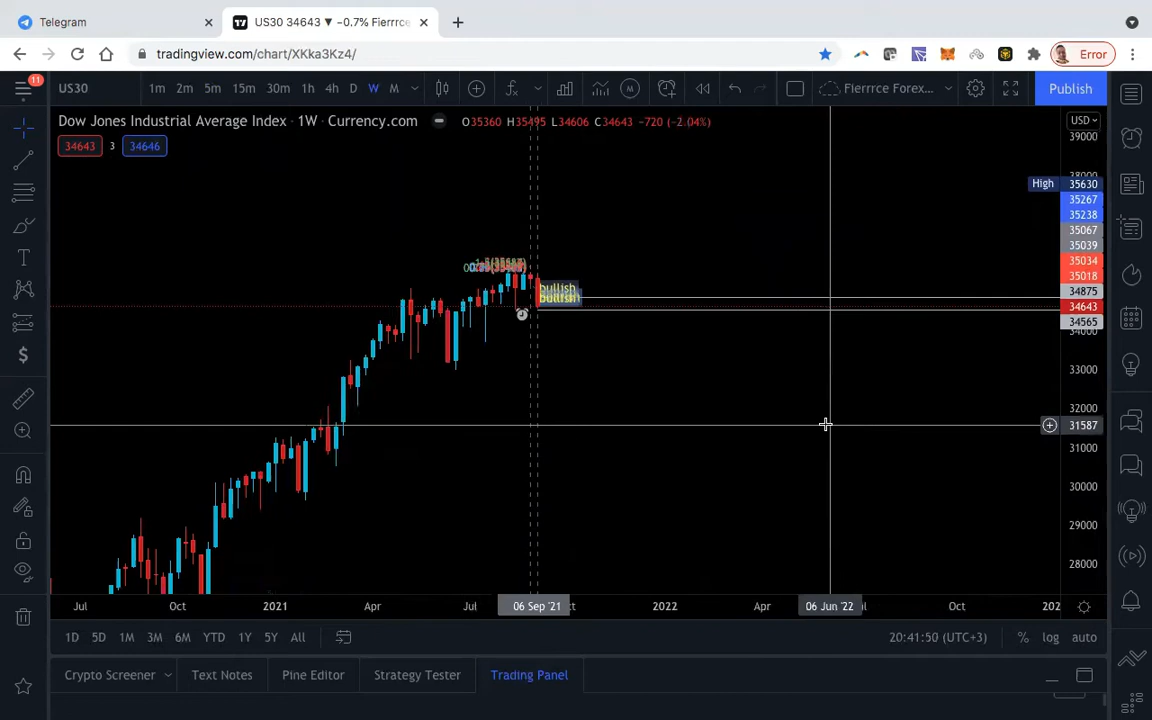 Telegram
US30 34643 ▼ −0.7% Fierrrce
tradingview.com/chart/XKka3Kz4/
Error
11
US30
1m 2m 5m 15m 30m 1h 4h D W M
Fierrrce Forex...
Publish
Dow Jones Industrial Average Index · 1W · Currency.com
O35360 H35495 L34606 C34643 −720 (−2.04%)
USD
39000
34643 3 34646
38000
High 35630
35267
35238
35067
35039
35034
35018
34875
34643
34565
34000
bullish
bullish
33000
32000
31587
31000
30000
29000
28000
Jul Oct 2021 Apr Jul 06 Sep '21 2022 Apr 06 Jun '22 Oct 202
1D 5D 1M 3M 6M YTD 1Y 5Y All
20:41:50 (UTC+3) % log auto
Crypto Screener Text Notes Pine Editor Strategy Tester Trading Panel